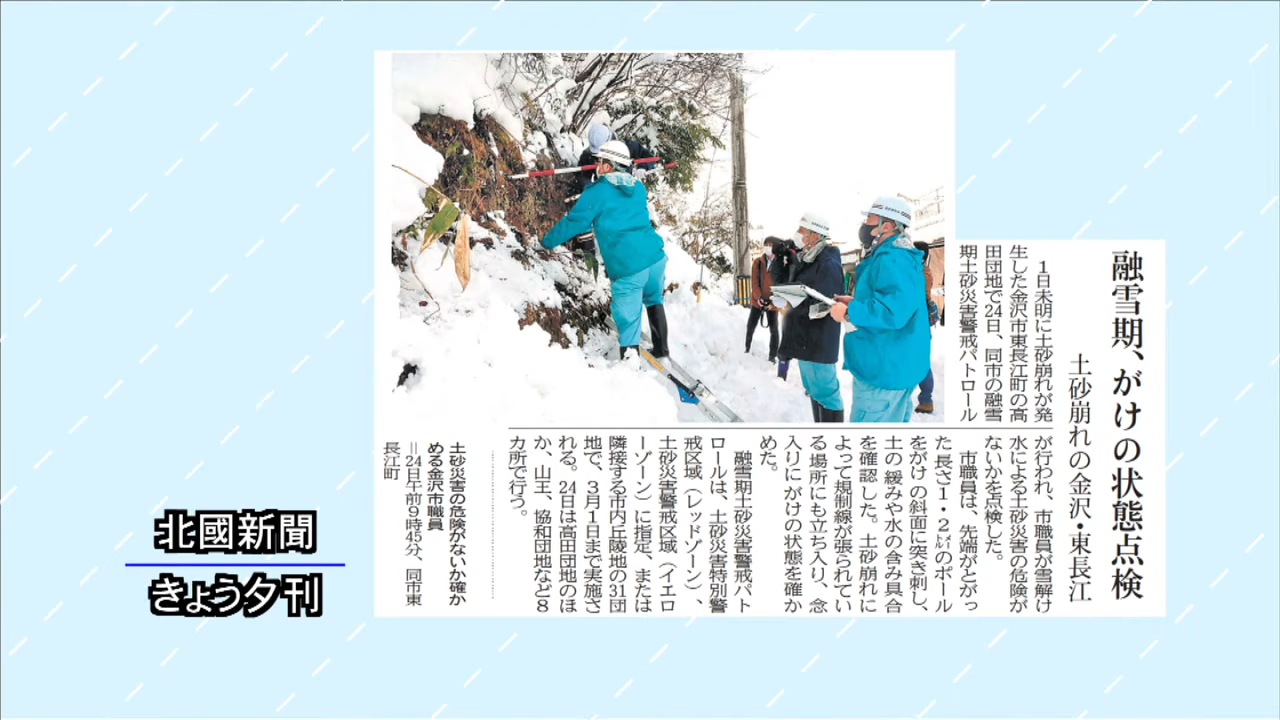 融雪期、がけの状態点検
土砂崩れの金沢・東長江
１日未明に土砂崩れが発
生した金沢市東長江町の高
田団地で24日、同市の融雪
期土砂災害警戒パトロール
が行われ、市職員が雪解け
水による土砂災害の危険が
ないかを点検した。
市職員は、先端がとがっ
た長さ１・２㍍のポール
をがけの斜面に突き刺し、
土の緩みや水の含み具合
を確認した。土砂崩れに
よって規制線が張られてい
る場所にも立ち入り、念
入りにがけの状態を確か
めた。
融雪期土砂災害警戒パト
ロールは、土砂災害特別警
戒区域（レッドゾーン）、
土砂災害警戒区域（イエロ
ーゾーン）に指定、または
隣接する市内丘陵地の31団
地で、３月１日まで実施さ
れる。24日は高田団地のほ
か、山王、協和団地など８
カ所で行う。
土砂災害の危険がないか確か
める金沢市職員
＝24日午前９時45分、同市東
長江町
北國新聞
きょう夕刊